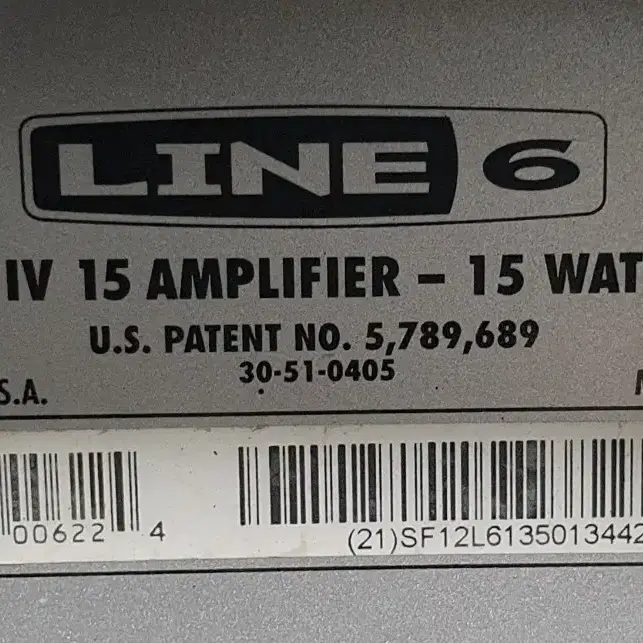 LINE 6
IV 15 AMPLIFIER – 15 WAT
U.S. PATENT NO. 5,789,689
30-51-0405
S.A.
00622 4
(21)SF12L6135013442